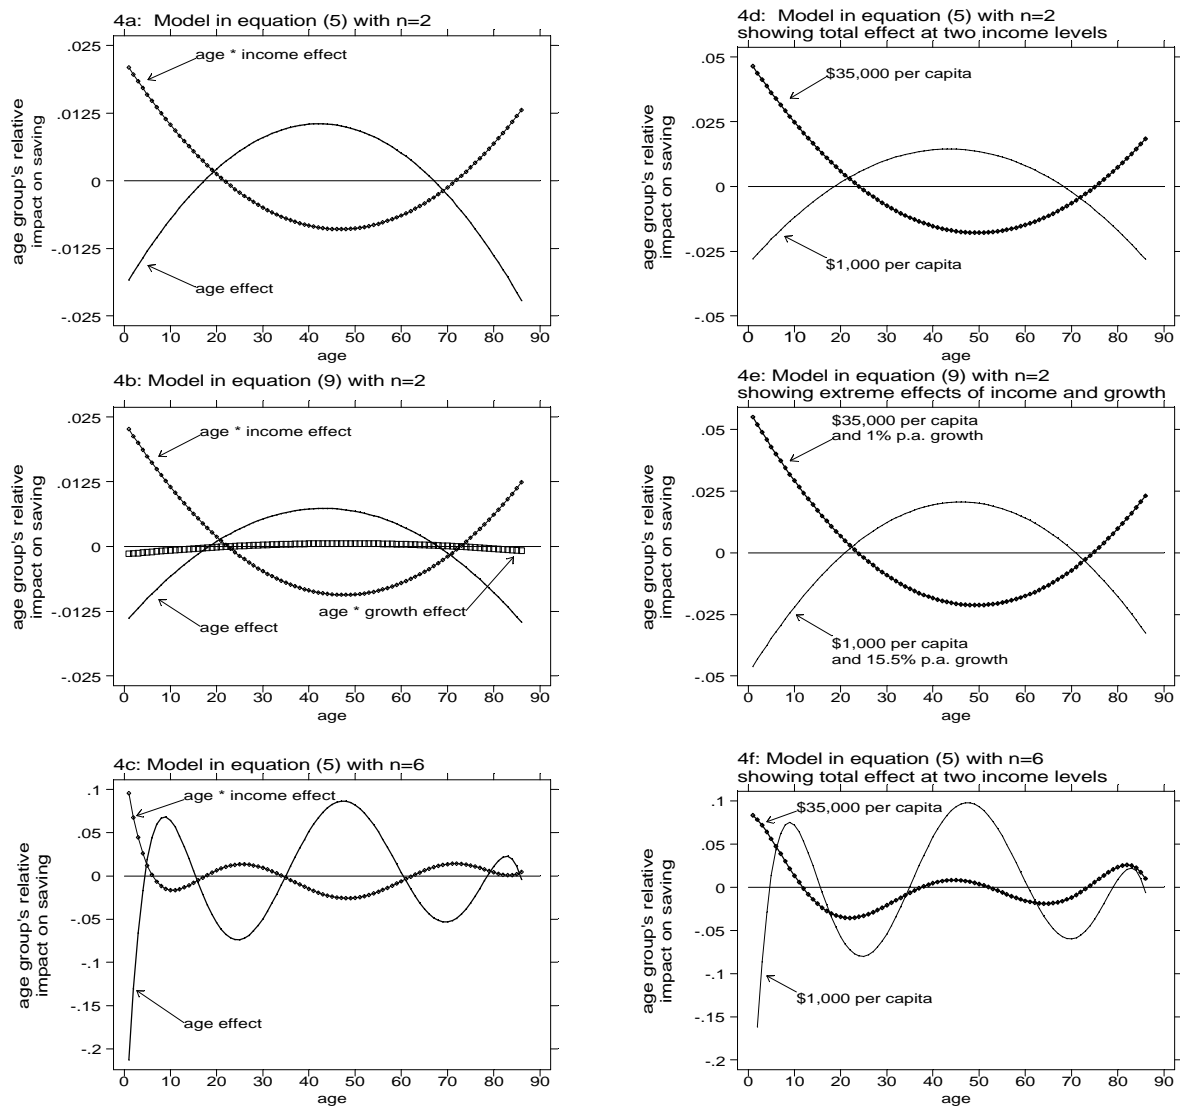 4a:  Model in equation (5) with n=2
age group's relative
impact on saving
.025
.0125
0
-.0125
-.025
age * income effect
age effect
0 10 20 30 40 50 60 70 80 90
age
4d:  Model in equation (5) with n=2
showing total effect at two income levels
age group's relative
impact on saving
.05
.025
0
-.025
-.05
$35,000 per capita
$1,000 per capita
0 10 20 30 40 50 60 70 80 90
age
4b: Model in equation (9) with n=2
age group's relative
impact on saving
.025
.0125
0
-.0125
-.025
age * income effect
age * growth effect
age effect
0 10 20 30 40 50 60 70 80 90
age
4e: Model in equation (9) with n=2
showing extreme effects of income and growth
age group's relative
impact on saving
.05
.025
0
-.025
-.05
$35,000 per capita
and 1% p.a. growth
$1,000 per capita
and 15.5% p.a. growth
0 10 20 30 40 50 60 70 80 90
age
4c: Model in equation (5) with n=6
age group's relative
impact on saving
.1
.05
0
-.05
-.1
-.15
-.2
age * income effect
age effect
0 10 20 30 40 50 60 70 80 90
age
4f: Model in equation (5) with n=6
showing total effect at two income levels
age group's relative
impact on saving
.1
.05
0
-.05
-.1
-.15
-.2
$35,000 per capita
$1,000 per capita
0 10 20 30 40 50 60 70 80 90
age